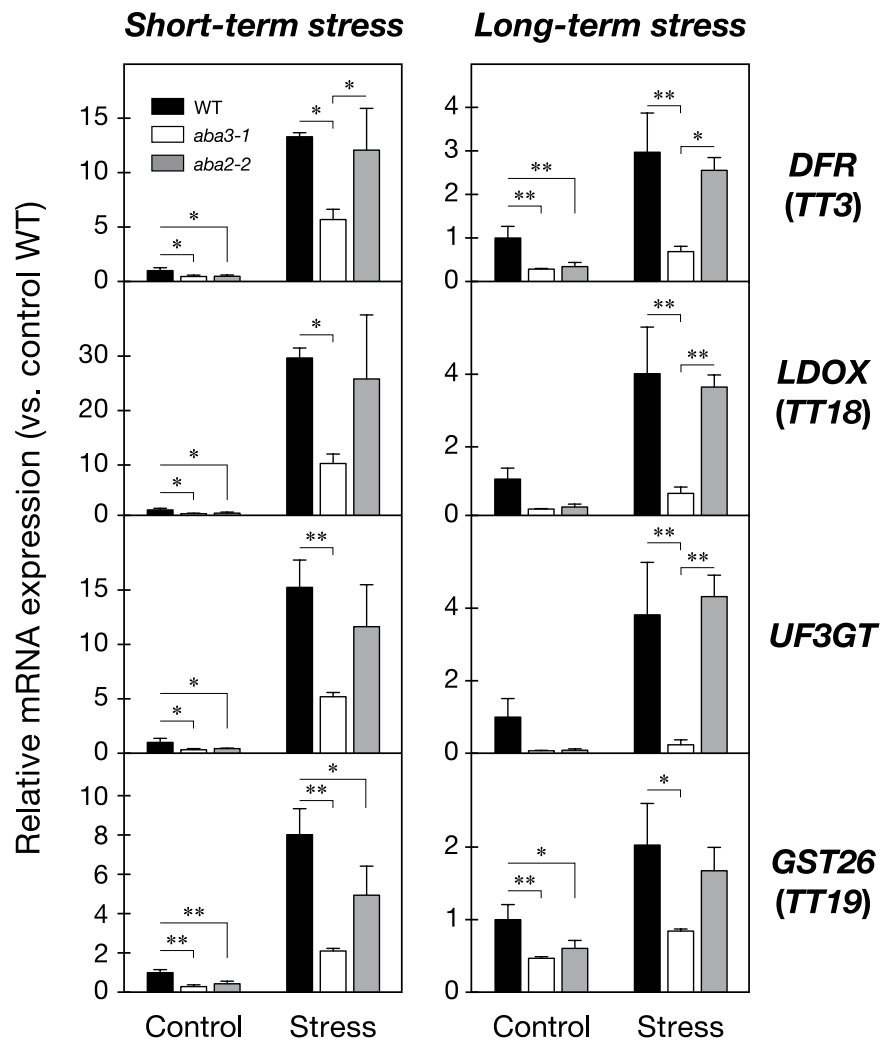 Short-term stress
Long-term stress
Relative mRNA expression (vs. control WT)
WT
aba3-1
aba2-2
15
10
5
0
* * * *
4
3
2
1
0
** ** ** *
DFR
(TT3)
30
20
10
0
* * *
4
2
0
** **
LDOX
(TT18)
15
10
5
0
* * **
4
2
0
** **
UF3GT
10
8
6
4
2
0
** ** ** *
2
1
0
** * *
GST26
(TT19)
Control
Stress
Control
Stress